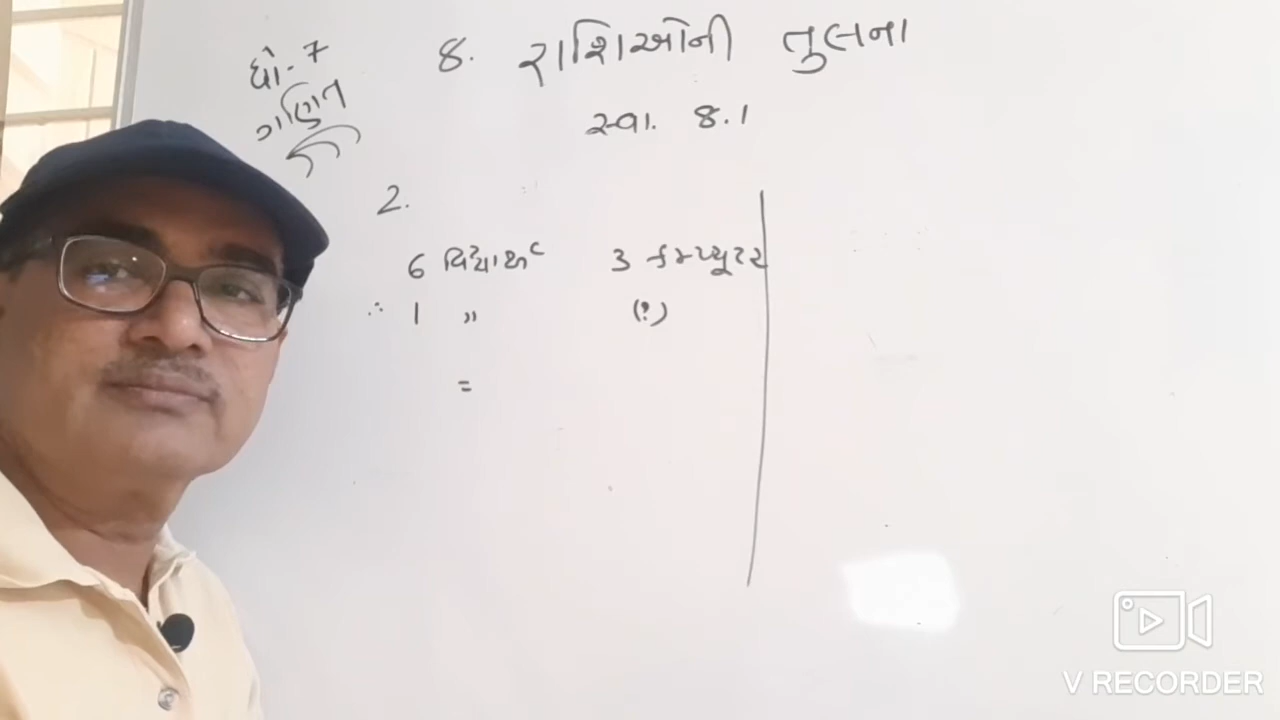 ધો. 7
ગણિત
8. રાશિઓની તુલના
સ્વા. 8.1
2.
6 વિદ્યાર્થી 3 કમ્પ્યૂટર
∴ 1 " (?)
=
V RECORDER